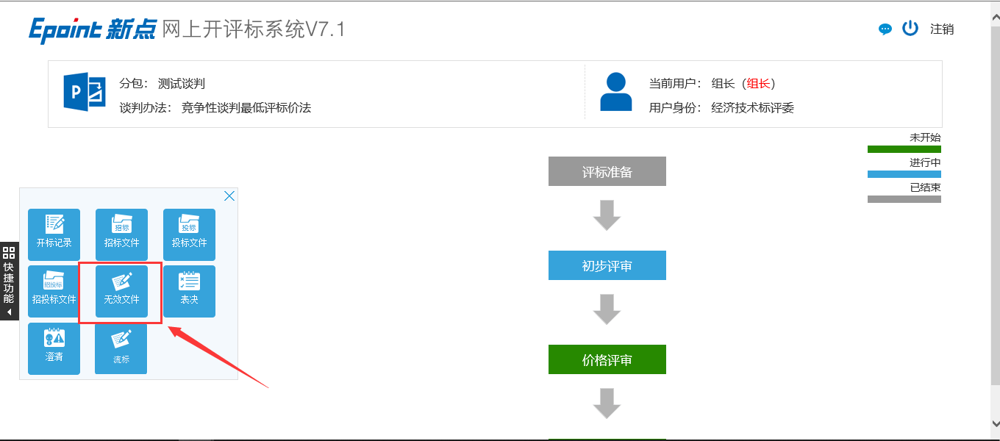 Epoint 新点 网上开评标系统V7.1
注销
分包： 测试谈判
谈判办法： 竞争性谈判最低评标价法
当前用户： 组长（组长）
用户身份： 经济技术标评委
未开始
进行中
已结束
评标准备
初步评审
价格评审
快捷功能
开标记录
招标
招标文件
投标
投标文件
招投标
招投标文件
无效文件
表决
澄清
流标
P